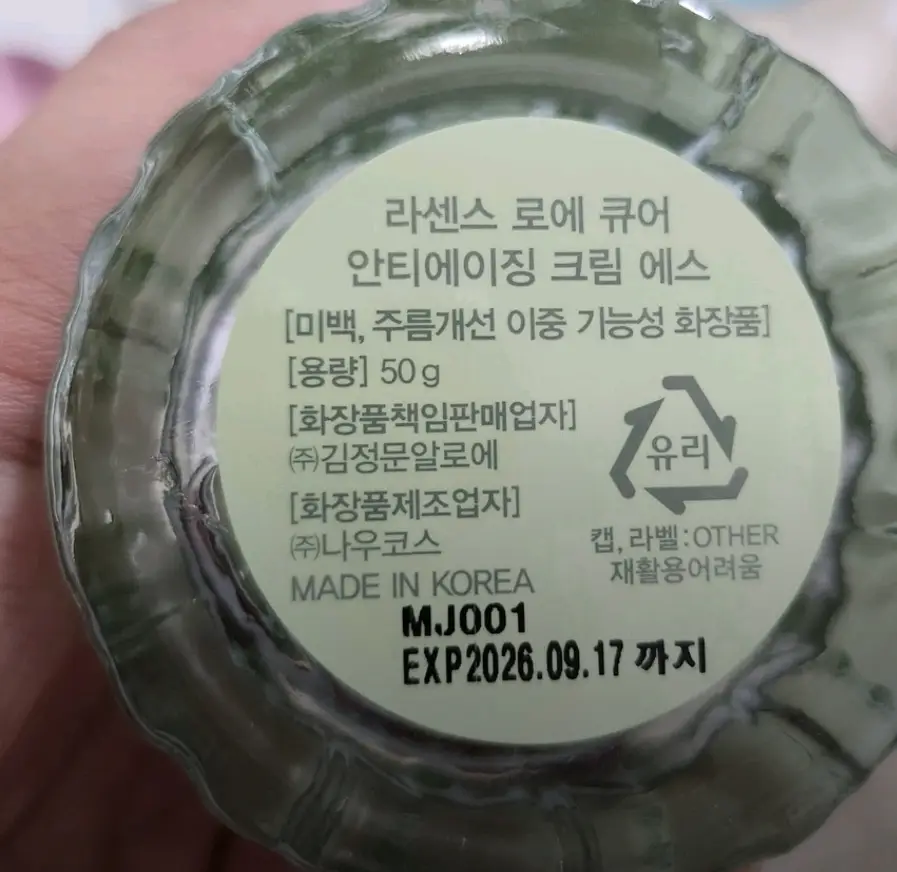 라센스 로에 큐어
안티에이징 크림 에스
[미백, 주름개선 이중 기능성 화장품]
[용량] 50g
[화장품책임판매업자]
㈜김정문알로에
[화장품제조업자]
㈜나우코스
MADE IN KOREA
유리
캡, 라벨:OTHER
재활용어려움
MJ001
EXP2026.09.17 까지